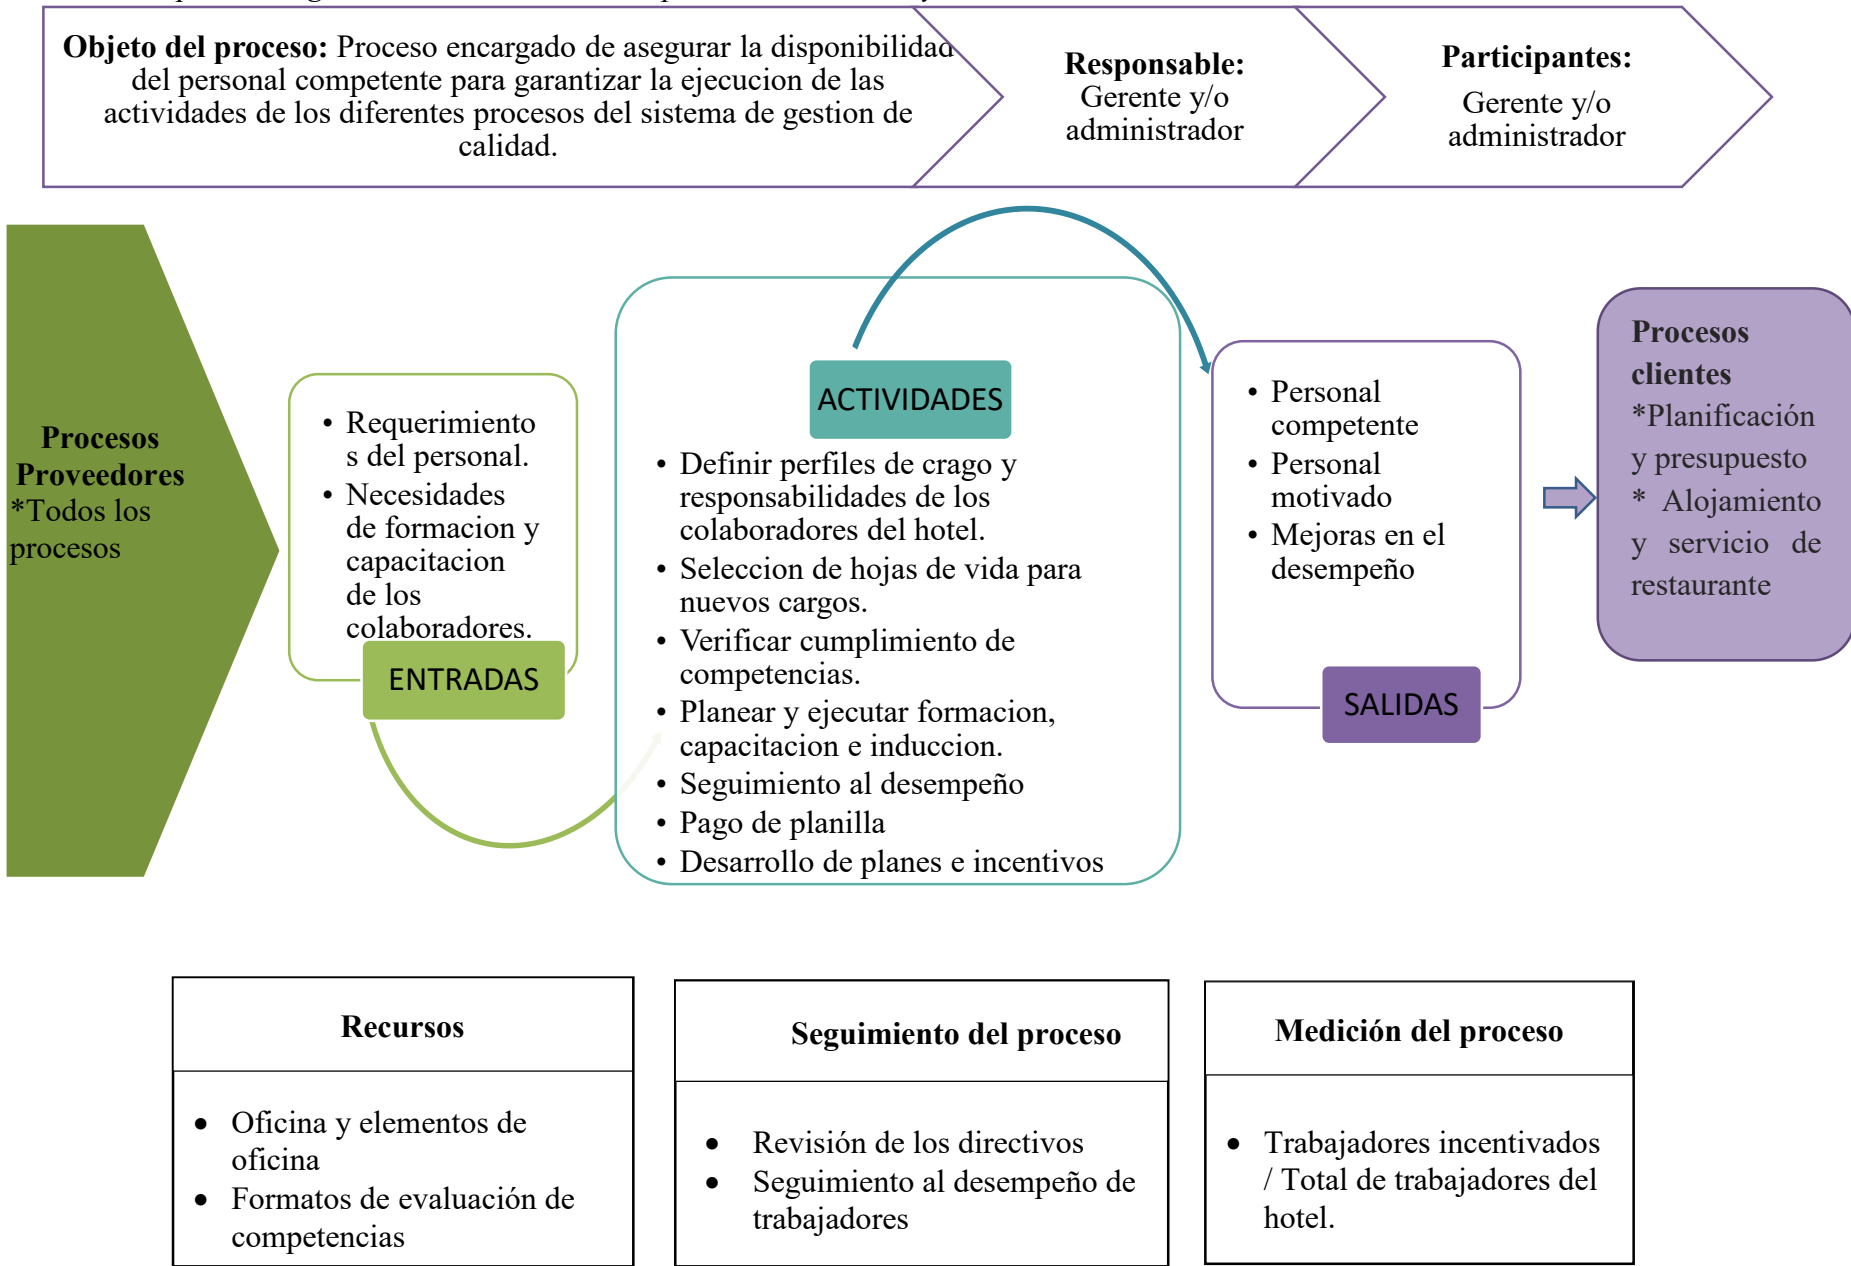 Objeto del proceso: Proceso encargado de asegurar la disponibilidad
del personal competente para garantizar la ejecucion de las
actividades de los diferentes procesos del sistema de gestion de
calidad.
Responsable:
Gerente y/o
administrador
Participantes:
Gerente y/o
administrador
Procesos
Proveedores
*Todos los
procesos
• Requerimiento
s del personal.
• Necesidades
de formacion y
capacitacion
de los
colaboradores.
ENTRADAS
ACTIVIDADES
• Definir perfiles de crago y
responsabilidades de los
colaboradores del hotel.
• Seleccion de hojas de vida para
nuevos cargos.
• Verificar cumplimiento de
competencias.
• Planear y ejecutar formacion,
capacitacion e induccion.
• Seguimiento al desempeño
• Pago de planilla
• Desarrollo de planes e incentivos
• Personal
competente
• Personal
motivado
• Mejoras en el
desempeño
SALIDAS
Procesos
clientes
*Planificación
y presupuesto
* Alojamiento
y servicio de
restaurante
Recursos
• Oficina y elementos de
oficina
• Formatos de evaluación de
competencias
Seguimiento del proceso
• Revisión de los directivos
• Seguimiento al desempeño de
trabajadores
Medición del proceso
• Trabajadores incentivados
/ Total de trabajadores del
hotel.